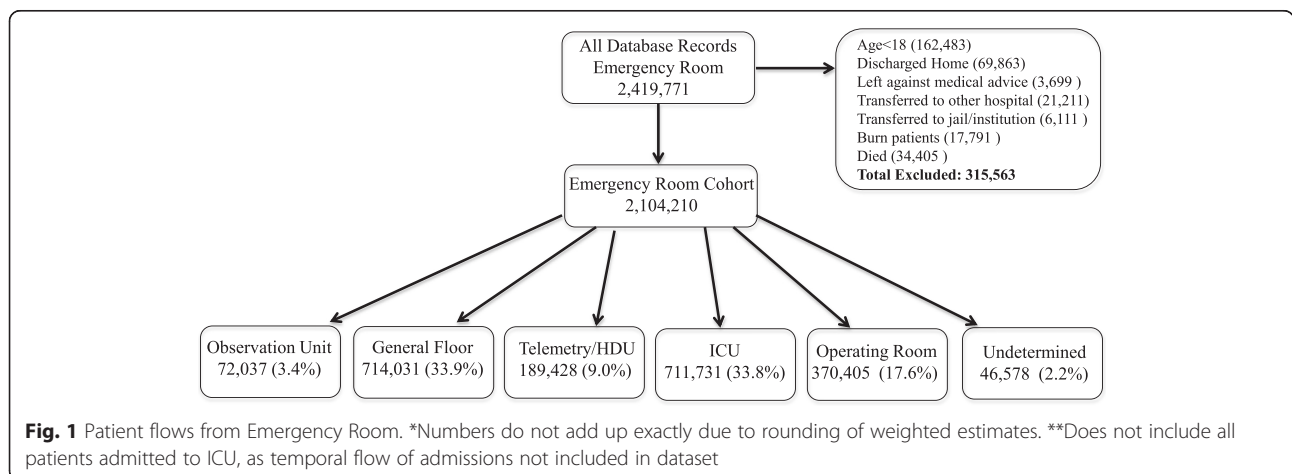 All Database Records
Emergency Room
2,419,771
Age<18 (162,483)
Discharged Home (69,863)
Left against medical advice (3,699 )
Transferred to other hospital (21,211)
Transferred to jail/institution (6,111 )
Burn patients (17,791 )
Died (34,405 )
Total Excluded: 315,563
Emergency Room Cohort
2,104,210
Observation Unit
72,037 (3.4%)
General Floor
714,031 (33.9%)
Telemetry/HDU
189,428 (9.0%)
ICU
711,731 (33.8%)
Operating Room
370,405 (17.6%)
Undetermined
46,578 (2.2%)
Fig. 1 Patient flows from Emergency Room. *Numbers do not add up exactly due to rounding of weighted estimates. **Does not include all
patients admitted to ICU, as temporal flow of admissions not included in dataset